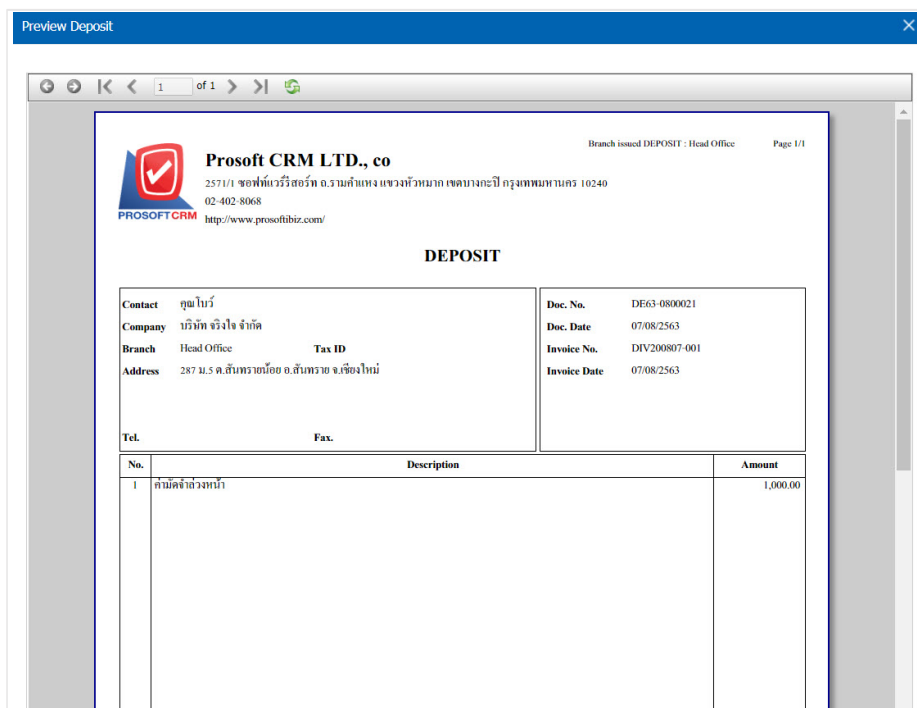 Preview Deposit
1 of 1
Branch issued DEPOSIT : Head Office Page 1/1
Prosoft CRM LTD., co
2571/1 ซอฟท์แวร์รีสอร์ท ถ.รามคำแหง แขวงหัวหมาก เขตบางกะปิ กรุงเทพมหานคร 10240
02-402-8068
http://www.prosoftibiz.com/
PROSOFT CRM
DEPOSIT
Contact คุณโบว์ Doc. No. DE63-0800021
Company บริษัท จริงใจ จำกัด Doc. Date 07/08/2563
Branch Head Office Tax ID Invoice No. DIV200807-001
Address 287 ม.5 ต.สันทรายน้อย อ.สันทราย จ.เชียงใหม่ Invoice Date 07/08/2563
Tel. Fax.
No. Description Amount
1 ค่ามัดจำล่วงหน้า 1,000.00